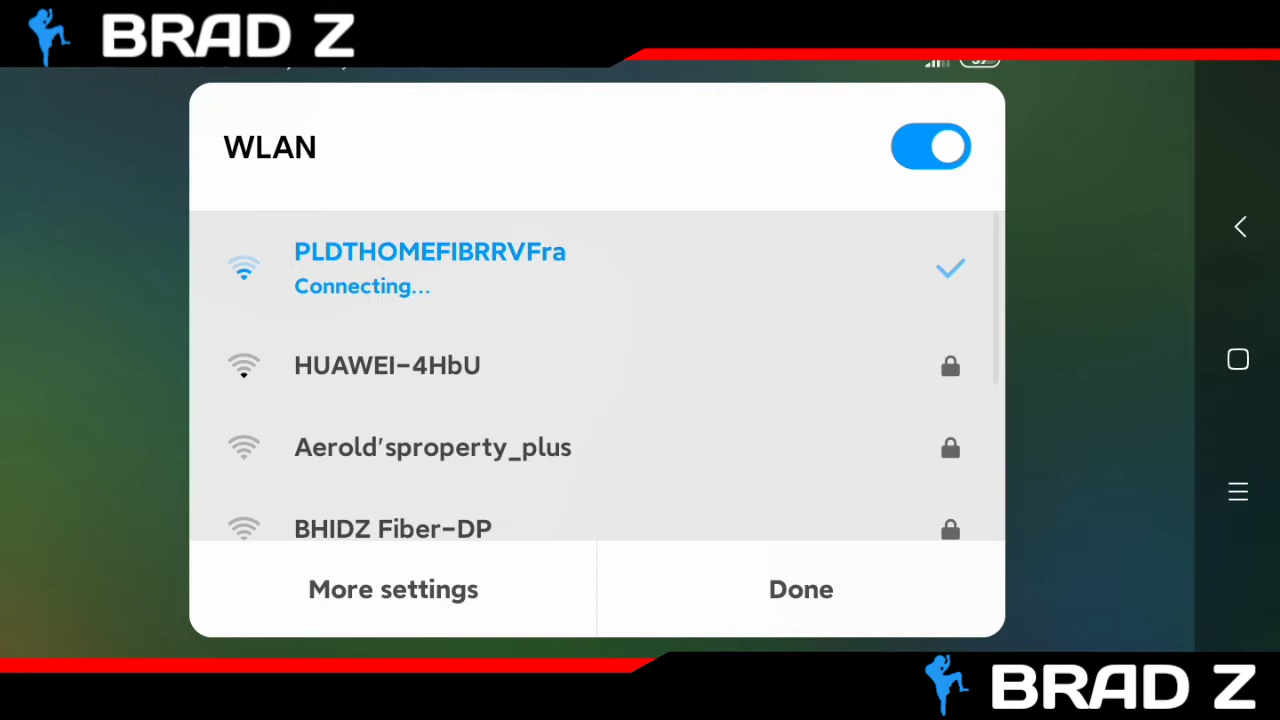 BRAD Z
WLAN
PLDTHOMEFIBRRVFra
Connecting...
HUAWEI-4HbU
Aerold'sproperty_plus
BHIDZ Fiber-DP
More settings
Done
BRAD Z